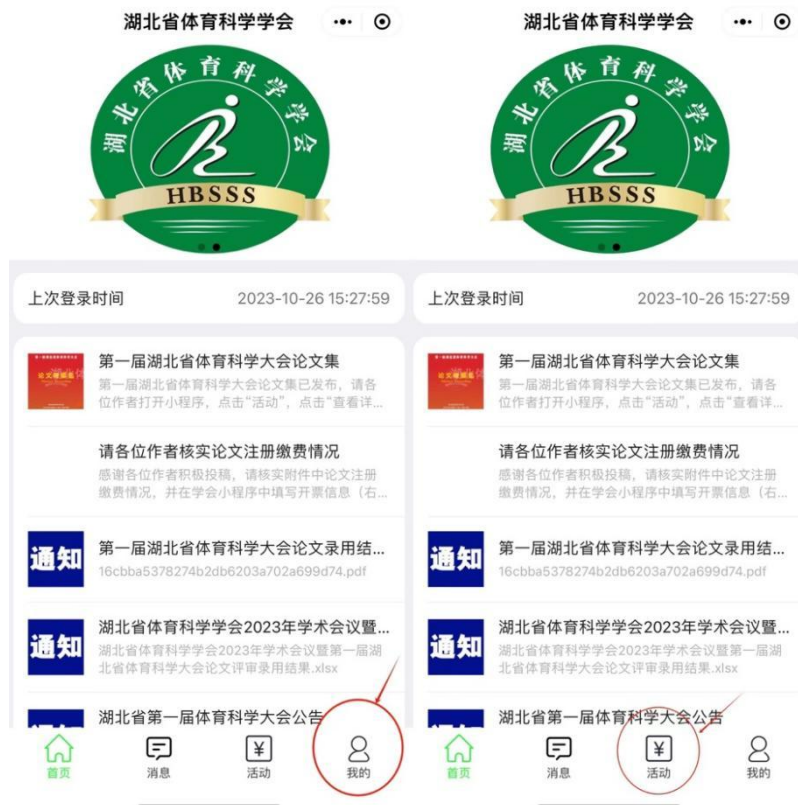 湖北省体育科学学会
湖北省体育科学学会
HBSSS
上次登录时间 2023-10-26 15:27:59
论文集
第一届湖北省体育科学大会论文集
第一届湖北省体育科学大会论文集已发布，请各
位作者打开小程序，点击“活动”，点击“查看详...
请各位作者核实论文注册缴费情况
感谢各位作者积极投稿，请核实附件中论文注册
缴费情况，并在学会小程序中填写开票信息（右...
通知
第一届湖北省体育科学大会论文录用结...
16cbba5378274b2db6203a702a699d74.pdf
通知
湖北省体育科学学会2023年学术会议暨...
湖北省体育科学学会2023年学术会议暨第一届湖
北省体育科学大会论文评审录用结果.xlsx
湖北省第一届体育科学大会公告
首页 消息 活动 我的
湖北省体育科学学会
湖北省体育科学学会
HBSSS
上次登录时间 2023-10-26 15:27:59
第一届湖北省体育科学大会论文集
第一届湖北省体育科学大会论文集已发布，请各
位作者打开小程序，点击“活动”，点击“查看详...
请各位作者核实论文注册缴费情况
感谢各位作者积极投稿，请核实附件中论文注册
缴费情况，并在学会小程序中填写开票信息（右...
通知
第一届湖北省体育科学大会论文录用结...
16cbba5378274b2db6203a702a699d74.pdf
通知
湖北省体育科学学会2023年学术会议暨...
湖北省体育科学学会2023年学术会议暨第一届湖
北省体育科学大会论文评审录用结果.xlsx
湖北省第一届体育科学大会公告
首页 消息 活动 我的